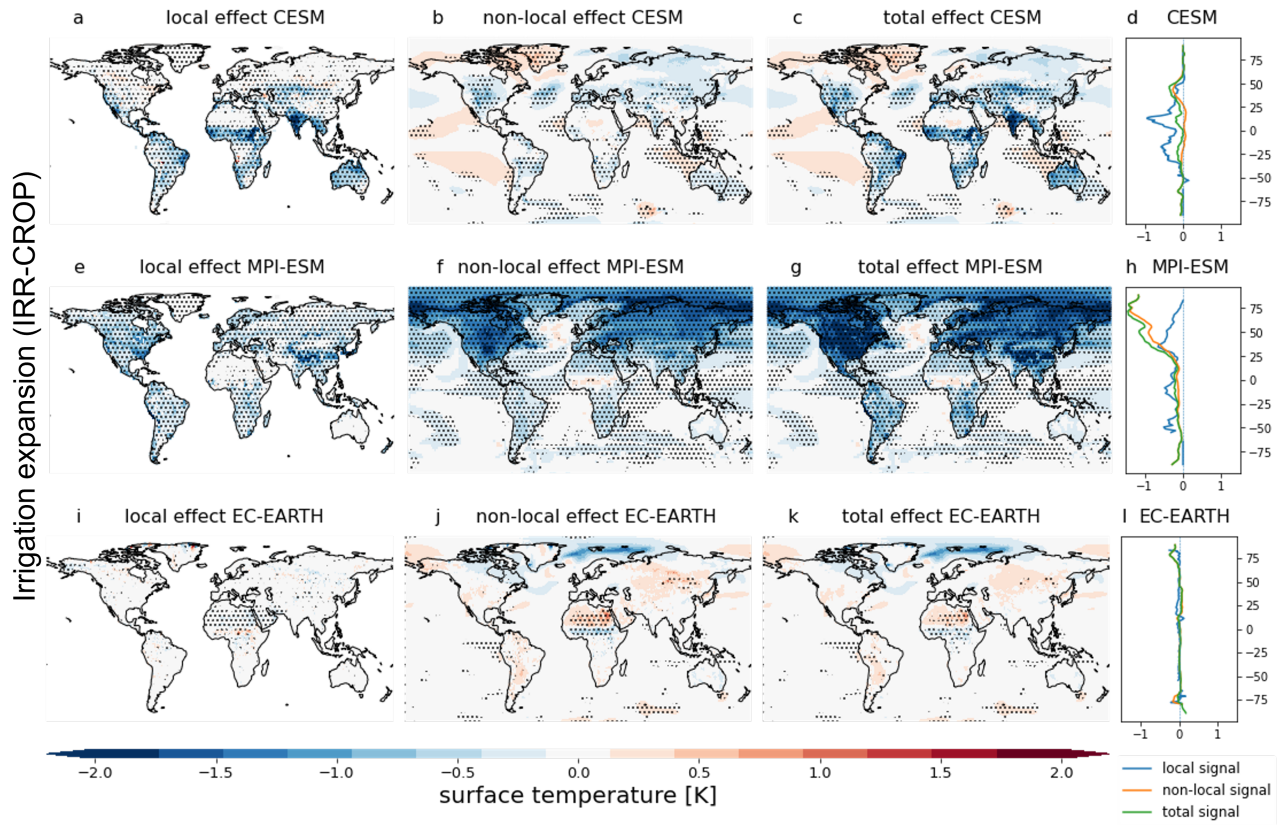 a local effect CESM
b non-local effect CESM
c total effect CESM
d CESM
75
50
25
0
−25
−50
−75
−1 0 1
e local effect MPI-ESM
f non-local effect MPI-ESM
g total effect MPI-ESM
h MPI-ESM
75
50
25
0
−25
−50
−75
−1 0 1
i local effect EC-EARTH
j non-local effect EC-EARTH
k total effect EC-EARTH
l EC-EARTH
75
50
25
0
−25
−50
−75
−1 0 1
Irrigation expansion (IRR-CROP)
−2.0 −1.5 −1.0 −0.5 0.0 0.5 1.0 1.5 2.0
surface temperature [K]
local signal
non-local signal
total signal